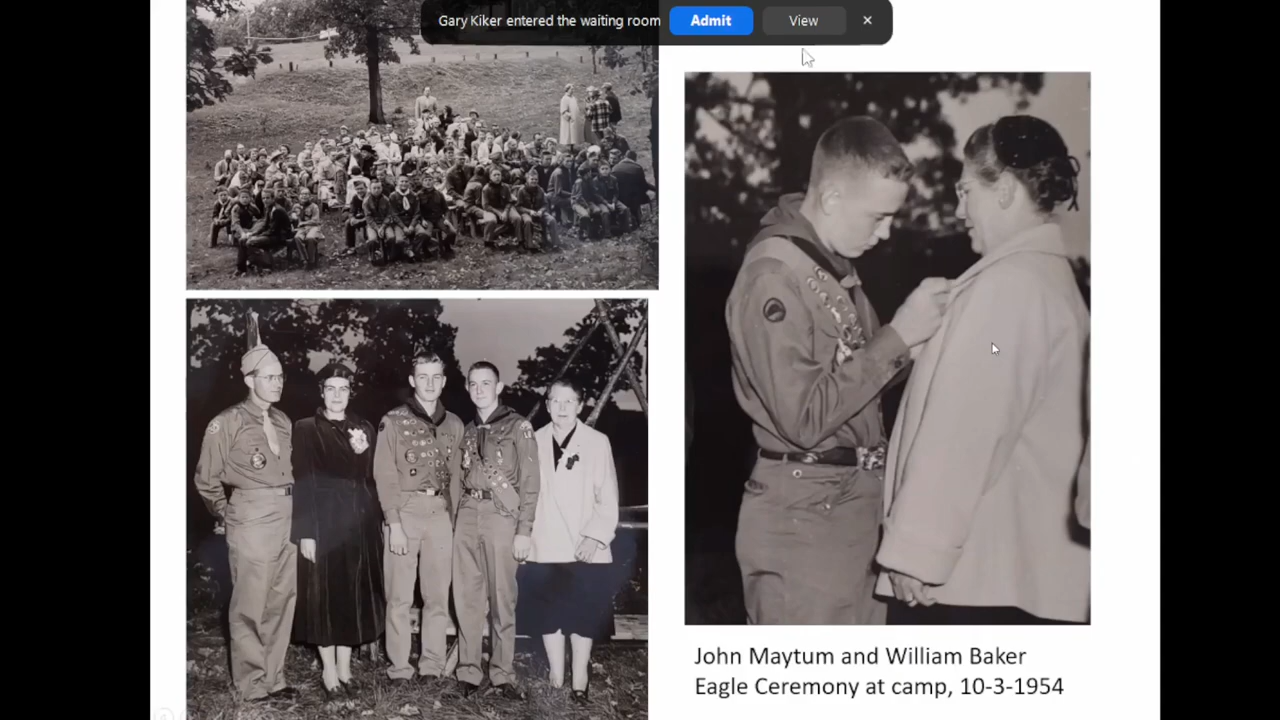 Gary Kiker entered the waiting room Admit View
John Maytum and William Baker
Eagle Ceremony at camp, 10-3-1954